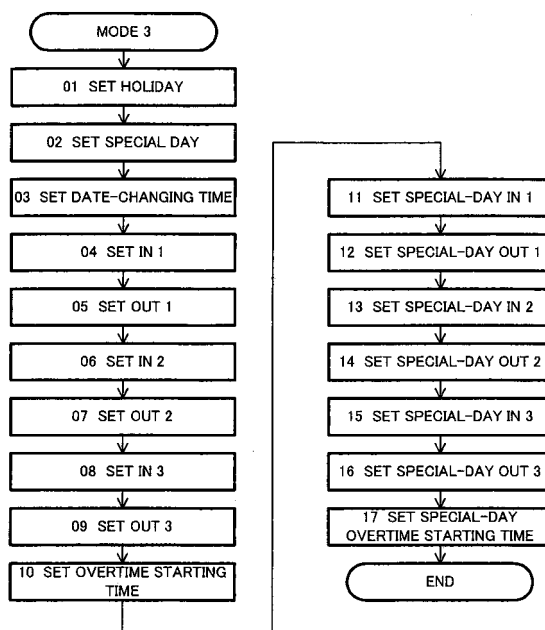 MODE 3
01 SET HOLIDAY
02 SET SPECIAL DAY
03 SET DATE-CHANGING TIME
04 SET IN 1
05 SET OUT 1
06 SET IN 2
07 SET OUT 2
08 SET IN 3
09 SET OUT 3
10 SET OVERTIME STARTING
TIME
11 SET SPECIAL-DAY IN 1
12 SET SPECIAL-DAY OUT 1
13 SET SPECIAL-DAY IN 2
14 SET SPECIAL-DAY OUT 2
15 SET SPECIAL-DAY IN 3
16 SET SPECIAL-DAY OUT 3
17 SET SPECIAL-DAY
OVERTIME STARTING TIME
END